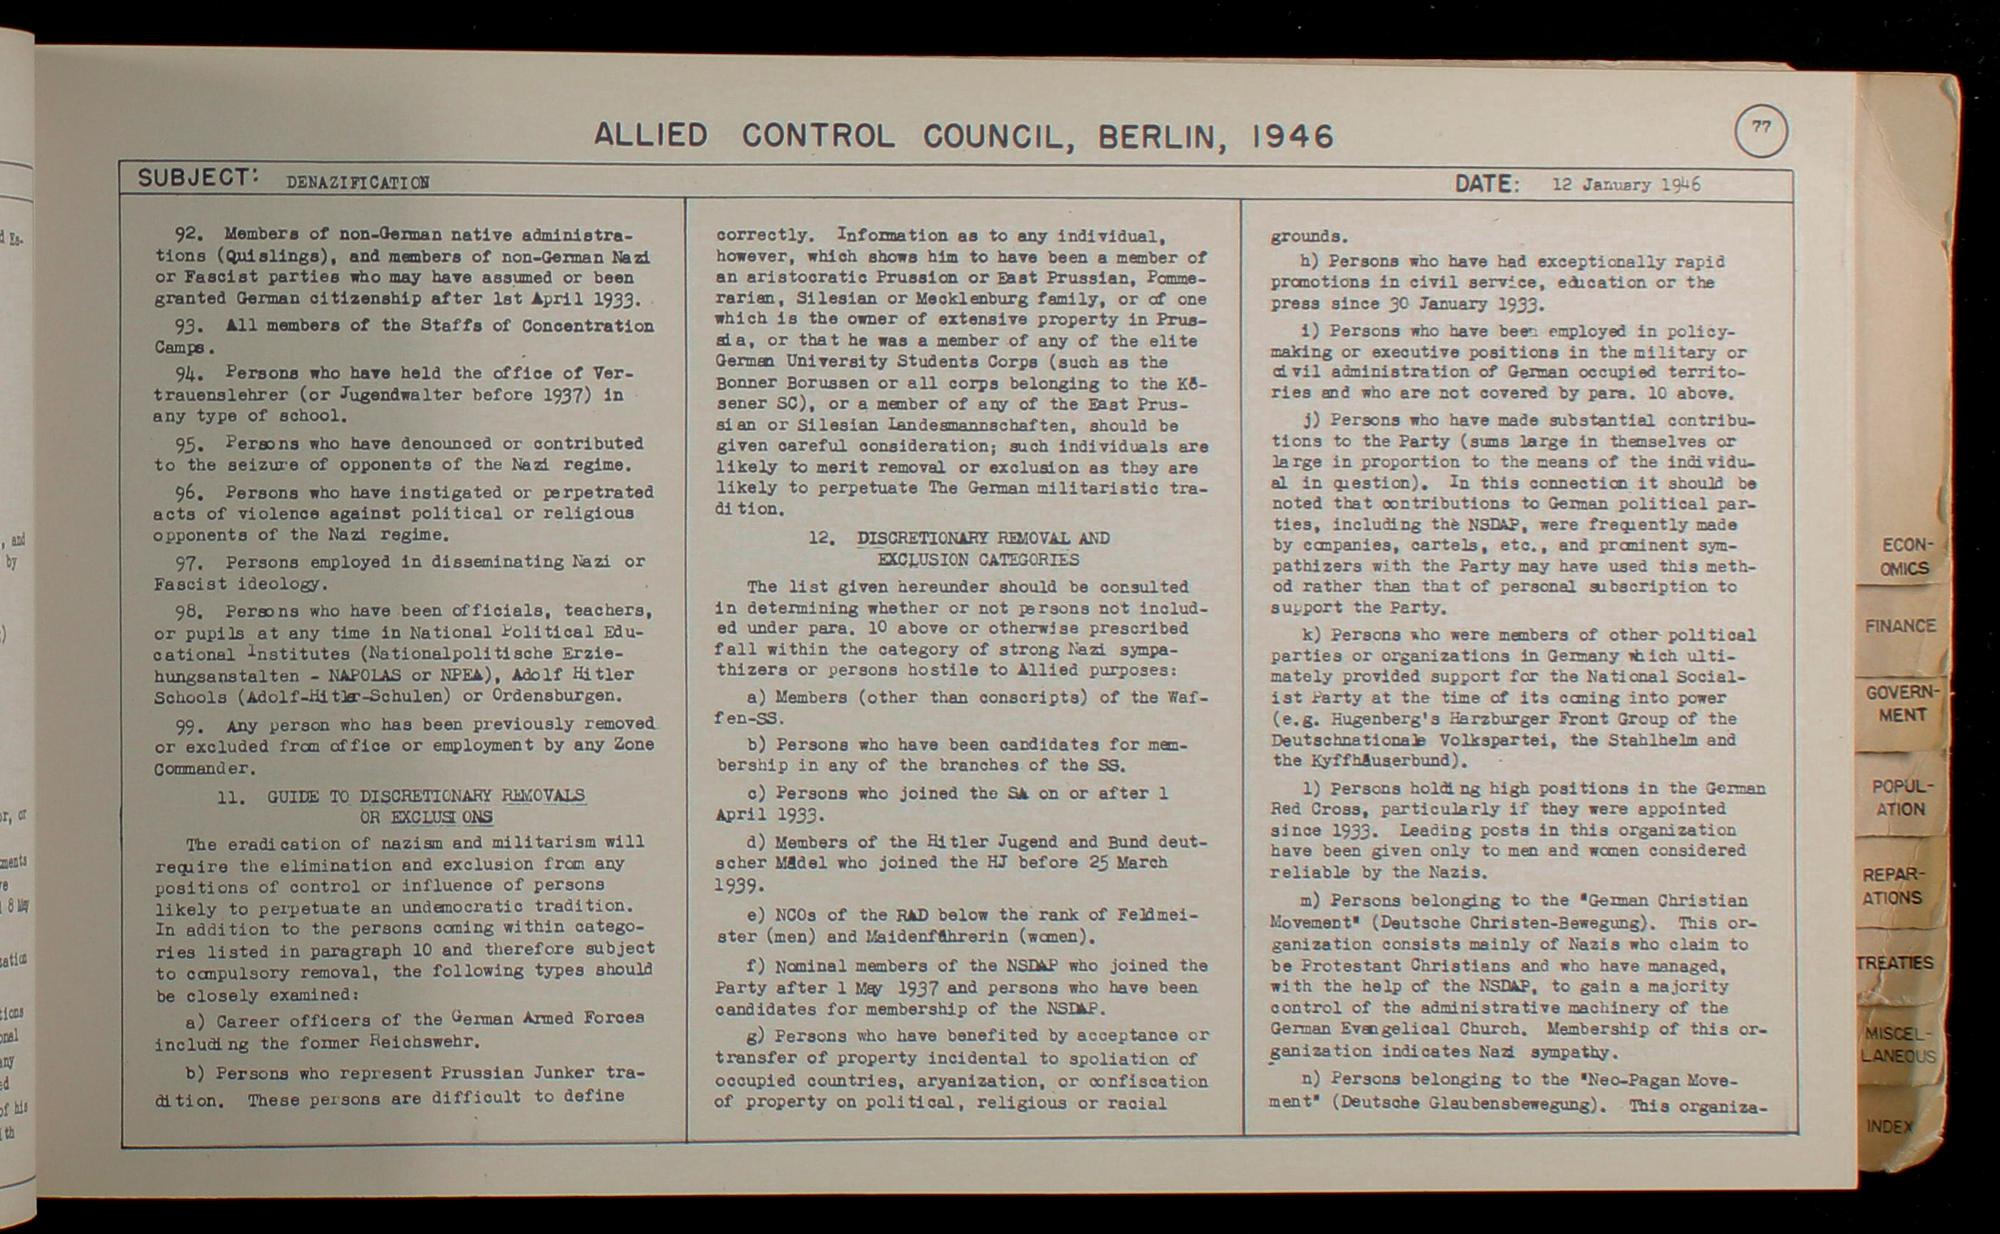 ALLIED CONTROL COUNCIL, BERLIN, 1946
77
SUBJECT: DENAZIFICATION
DATE: 12 January 1946
92. Members of non-German native administra-
tions (Quislings), and members of non-German Nazi
or Fascist parties who may have assumed or been
granted German citizenship after 1st April 1933.
93. All members of the Staffs of Concentration
Camps.
94. Persons who have held the office of Ver-
trauenslehrer (or Jugendwalter before 1937) in
any type of school.
95. Persons who have denounced or contributed
to the seizure of opponents of the Nazi regime.
96. Persons who have instigated or perpetrated
acts of violence against political or religious
opponents of the Nazi regime.
97. Persons employed in disseminating Nazi or
Fascist ideology.
98. Persons who have been officials, teachers,
or pupils at any time in National Political Edu-
cational Institutes (Nationalpolitische Erzie-
hungsanstalten - NAPOLAS or NPEA), Adolf Hitler
Schools (Adolf-Hitler-Schulen) or Ordensburgen.
99. Any person who has been previously removed
or excluded from office or employment by any Zone
Commander.
11. GUIDE TO DISCRETIONARY REMOVALS
OR EXCLUSIONS
The eradication of nazism and militarism will
require the elimination and exclusion from any
positions of control or influence of persons
likely to perpetuate an undemocratic tradition.
In addition to the persons coming within catego-
ries listed in paragraph 10 and therefore subject
to compulsory removal, the following types should
be closely examined:
a) Career officers of the German Armed Forces
including the former Reichswehr.
b) Persons who represent Prussian Junker tra-
dition. These persons are difficult to define
correctly. Information as to any individual,
however, which shows him to have been a member of
an aristocratic Prussion or East Prussian, Pomme-
rarian, Silesian or Mecklenburg family, or of one
which is the owner of extensive property in Prus-
sia, or that he was a member of any of the elite
German University Students Corps (such as the
Bonner Borussen or all corps belonging to the Kö-
sener SC), or a member of any of the East Prus-
sian or Silesian Landesmannschaften, should be
given careful consideration; such individuals are
likely to merit removal or exclusion as they are
likely to perpetuate The German militaristic tra-
dition.
12. DISCRETIONARY REMOVAL AND
EXCLUSION CATEGORIES
The list given hereunder should be consulted
in determining whether or not persons not includ-
ed under para. 10 above or otherwise prescribed
fall within the category of strong Nazi sympa-
thizers or persons hostile to Allied purposes:
a) Members (other than conscripts) of the Waf-
fen-SS.
b) Persons who have been candidates for mem-
bership in any of the branches of the SS.
c) Persons who joined the SA on or after 1
April 1933.
d) Members of the Hitler Jugend and Bund deut-
scher Mädel who joined the HJ before 25 March
1939.
e) NCOs of the RAD below the rank of Feldmei-
ster (men) and Maidenführerin (women).
f) Nominal members of the NSDAP who joined the
Party after 1 May 1937 and persons who have been
candidates for membership of the NSDAP.
g) Persons who have benefited by acceptance or
transfer of property incidental to spoliation of
occupied countries, aryanization, or confiscation
of property on political, religious or racial
grounds.
h) Persons who have had exceptionally rapid
promotions in civil service, education or the
press since 30 January 1933.
i) Persons who have been employed in policy-
making or executive positions in the military or
civil administration of German occupied territo-
ries and who are not covered by para. 10 above.
j) Persons who have made substantial contribu-
tions to the Party (sums large in themselves or
large in proportion to the means of the individu-
al in question). In this connection it should be
noted that contributions to German political par-
ties, including the NSDAP, were frequently made
by companies, cartels, etc., and prominent sym-
pathizers with the Party may have used this meth-
od rather than that of personal subscription to
support the Party.
k) Persons who were members of other political
parties or organizations in Germany which ulti-
mately provided support for the National Social-
ist Party at the time of its coming into power
(e.g. Hugenberg's Harzburger Front Group of the
Deutschnationale Volkspartei, the Stahlhelm and
the Kyffhäuserbund).
l) Persons holding high positions in the German
Red Cross, particularly if they were appointed
since 1933. Leading posts in this organization
have been given only to men and women considered
reliable by the Nazis.
m) Persons belonging to the "German Christian
Movement" (Deutsche Christen-Bewegung). This or-
ganization consists mainly of Nazis who claim to
be Protestant Christians and who have managed,
with the help of the NSDAP, to gain a majority
control of the administrative machinery of the
German Evangelical Church. Membership of this or-
ganization indicates Nazi sympathy.
n) Persons belonging to the "Neo-Pagan Move-
ment" (Deutsche Glaubensbewegung). This organiza-
ECON-
OMICS
FINANCE
GOVERN-
MENT
POPUL-
ATION
REPAR-
ATIONS
TREATIES
MISCEL-
LANEOUS
INDEX